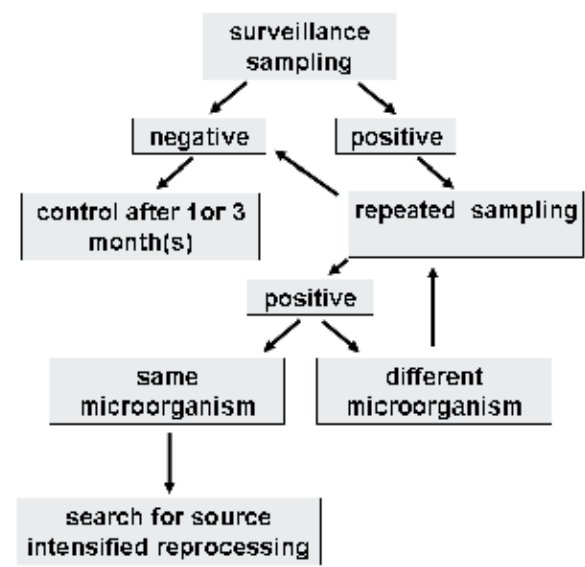 surveillance
sampling
negative
positive
control after 1or 3
month(s)
repeated sampling
positive
same
microorganism
different
microorganism
search for source
intensified reprocessing